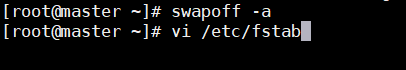 [root@master ~]# swapoff -a
[root@master ~]# vi /etc/fstab